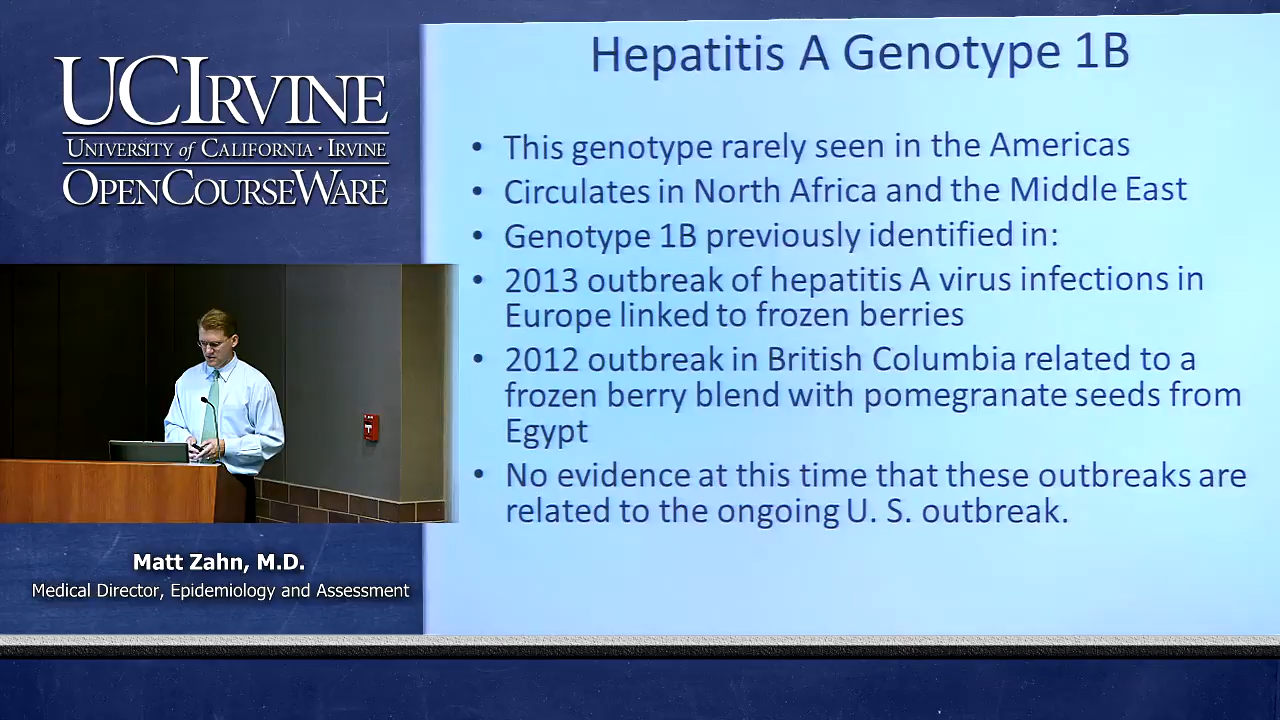 UCIRVINE
UNIVERSITY of CALIFORNIA · IRVINE
OPENCOURSEWARE
Matt Zahn, M.D.
Medical Director, Epidemiology and Assessment
Hepatitis A Genotype 1B
• This genotype rarely seen in the Americas
• Circulates in North Africa and the Middle East
• Genotype 1B previously identified in:
• 2013 outbreak of hepatitis A virus infections in
Europe linked to frozen berries
• 2012 outbreak in British Columbia related to a
frozen berry blend with pomegranate seeds from
Egypt
• No evidence at this time that these outbreaks are
related to the ongoing U. S. outbreak.